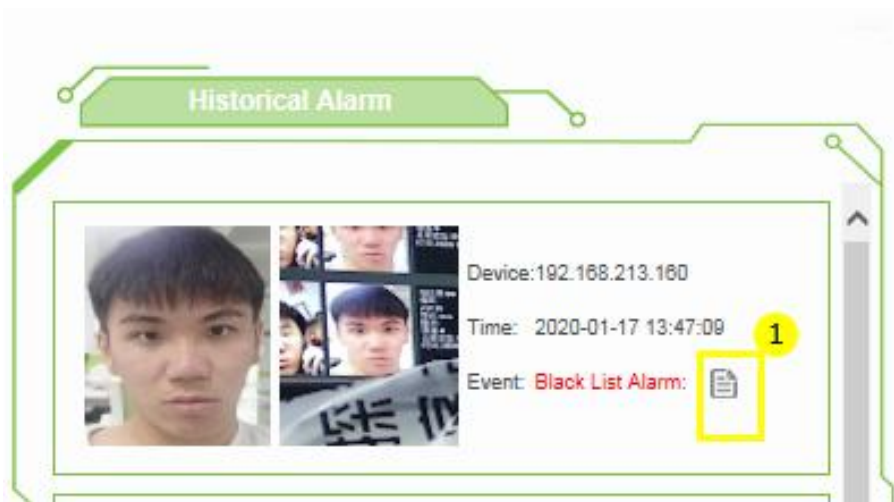 Historical Alarm
Device:192.168.213.160
Time: 2020-01-17 13:47:09
1
Event: Black List Alarm: